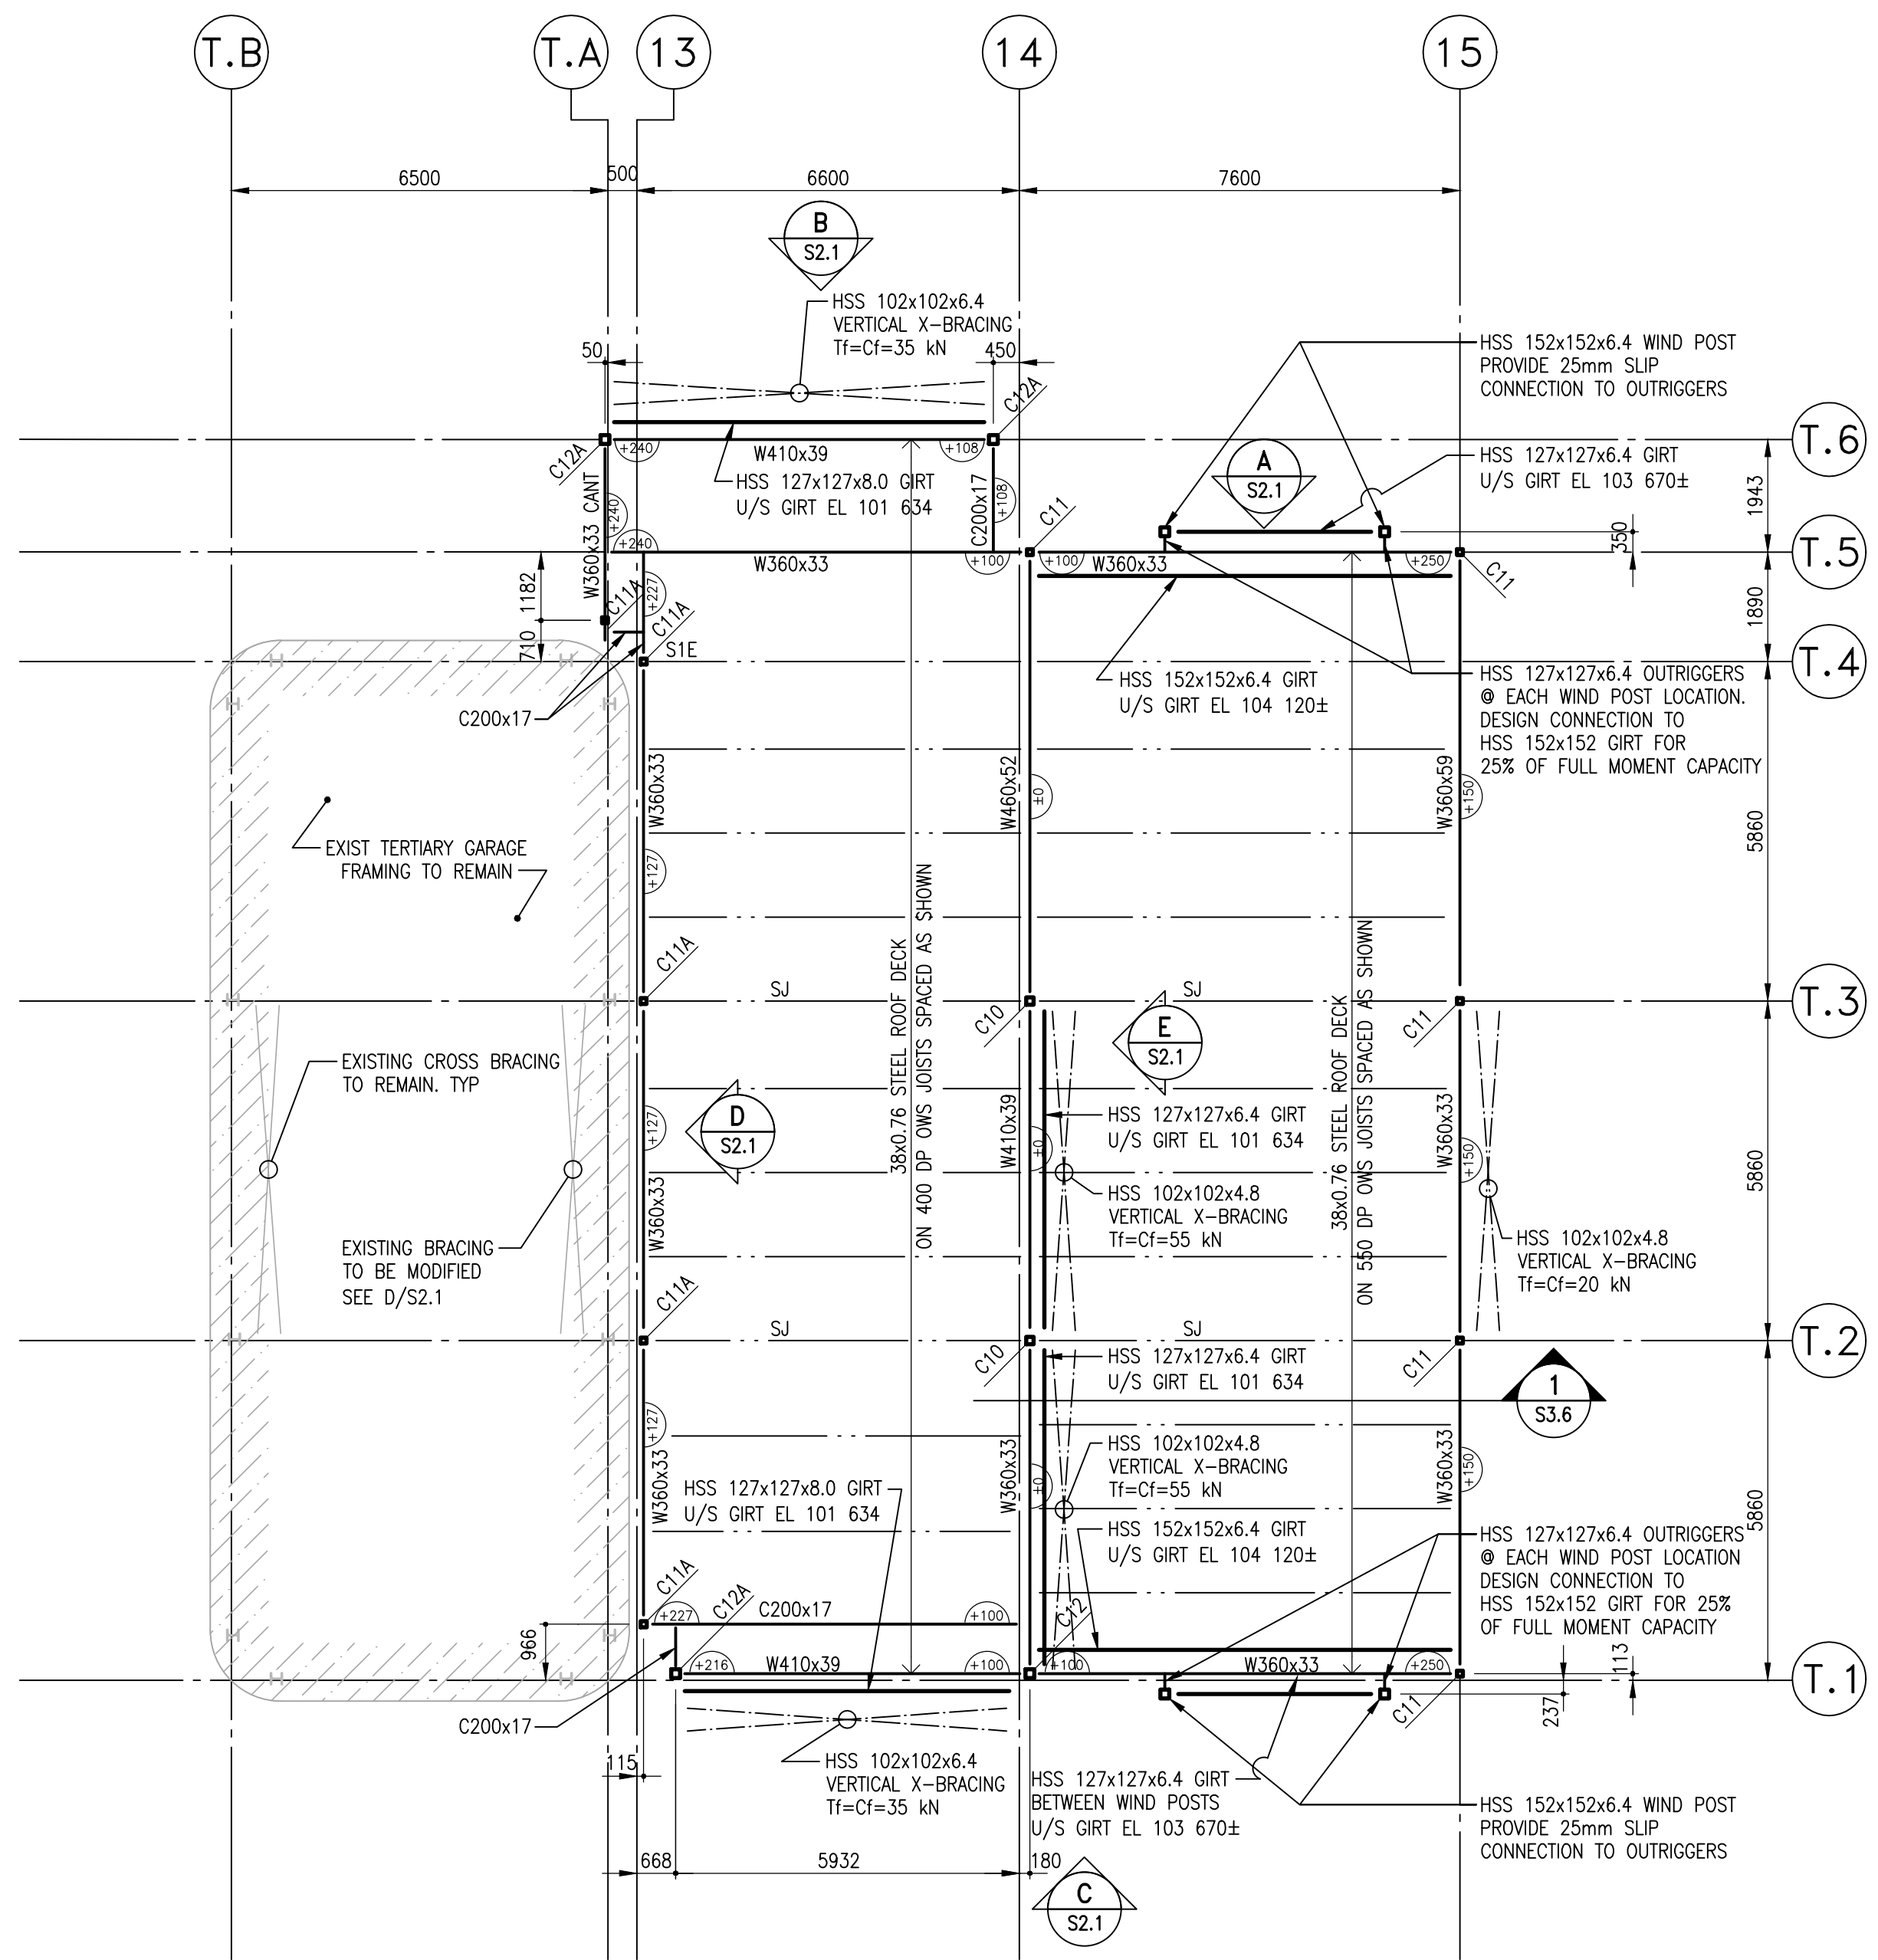 T.B
T.A
13
14
15
6500
500
6600
7600
B
S2.1
HSS 102x102x6.4
VERTICAL X-BRACING
Tf=Cf=35 kN
50
450
C12A
HSS 152x152x6.4 WIND POST
PROVIDE 25mm SLIP
CONNECTION TO OUTRIGGERS
T.6
C12A
+240
W410x39
+108
HSS 127x127x8.0 GIRT
U/S GIRT EL 101 634
A
S2.1
HSS 127x127x6.4 GIRT
U/S GIRT EL 103 670±
1943
W360x33 CANT
+240
C200x17
+108
C11
350
+240
W360x33
+100
+100
W360x33
+250
C11
T.5
1182
C11A
+227
C11A
1890
710
S1E
T.4
C200x17
HSS 152x152x6.4 GIRT
U/S GIRT EL 104 120±
HSS 127x127x6.4 OUTRIGGERS
@ EACH WIND POST LOCATION.
DESIGN CONNECTION TO
HSS 152x152 GIRT FOR
25% OF FULL MOMENT CAPACITY
W360x33
W460x52
±0
W360x59
+150
5860
EXIST TERTIARY GARAGE
FRAMING TO REMAIN
+127
38x0.76 STEEL ROOF DECK
ON 400 DP OWS JOISTS SPACED AS SHOWN
38x0.76 STEEL ROOF DECK
ON 550 DP OWS JOISTS SPACED AS SHOWN
C11A
SJ
C10
SJ
C11
T.3
E
S2.1
EXISTING CROSS BRACING
TO REMAIN. TYP
D
S2.1
+127
W410x39
±0
HSS 127x127x6.4 GIRT
U/S GIRT EL 101 634
W360x33
+150
5860
HSS 102x102x4.8
VERTICAL X-BRACING
Tf=Cf=55 kN
W360x33
HSS 102x102x4.8
VERTICAL X-BRACING
Tf=Cf=20 kN
EXISTING BRACING
TO BE MODIFIED
SEE D/S2.1
C11A
SJ
C10
SJ
C11
T.2
HSS 127x127x6.4 GIRT
U/S GIRT EL 101 634
1
S3.6
+127
W360x33
W360x33
±0
HSS 102x102x4.8
VERTICAL X-BRACING
Tf=Cf=55 kN
W360x33
+150
5860
HSS 127x127x8.0 GIRT
U/S GIRT EL 101 634
HSS 152x152x6.4 GIRT
U/S GIRT EL 104 120±
HSS 127x127x6.4 OUTRIGGERS
@ EACH WIND POST LOCATION
DESIGN CONNECTION TO
HSS 152x152 GIRT FOR 25%
OF FULL MOMENT CAPACITY
C11A
C12A
C200x17
+227
+100
C12
966
+216
W410x39
+100
+100
W360x33
+250
113
T.1
C200x17
237
C11
115
HSS 102x102x6.4
VERTICAL X-BRACING
Tf=Cf=35 kN
HSS 127x127x6.4 GIRT
BETWEEN WIND POSTS
U/S GIRT EL 103 670±
HSS 152x152x6.4 WIND POST
PROVIDE 25mm SLIP
CONNECTION TO OUTRIGGERS
668
5932
180
C
S2.1